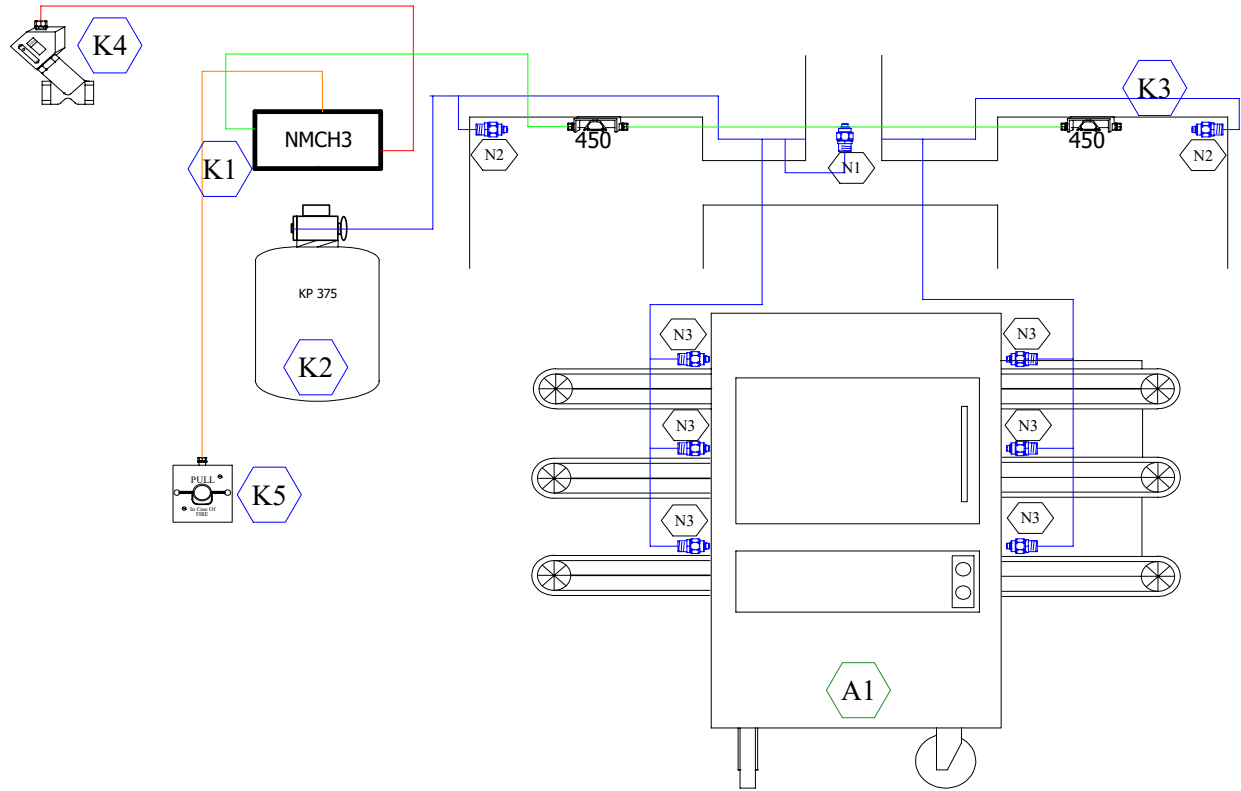 K4
K3
NMCH3
450
450
K1
N2
N1
N2
KP 375
K2
N3
N3
N3
N3
K5
PULL
In Case Of
FIRE
N3
N3
A1